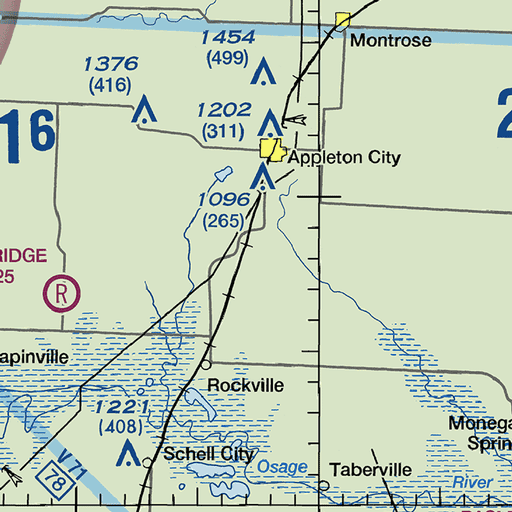 Montrose
1454
(499)
1376
(416)
1202
(311)
16
2
Appleton City
1096
(265)
RIDGE
25
R
apinville
Rockville
1221
(408)
Schell City
Monega
Sprin
Osage
Taberville
River
V 71
78